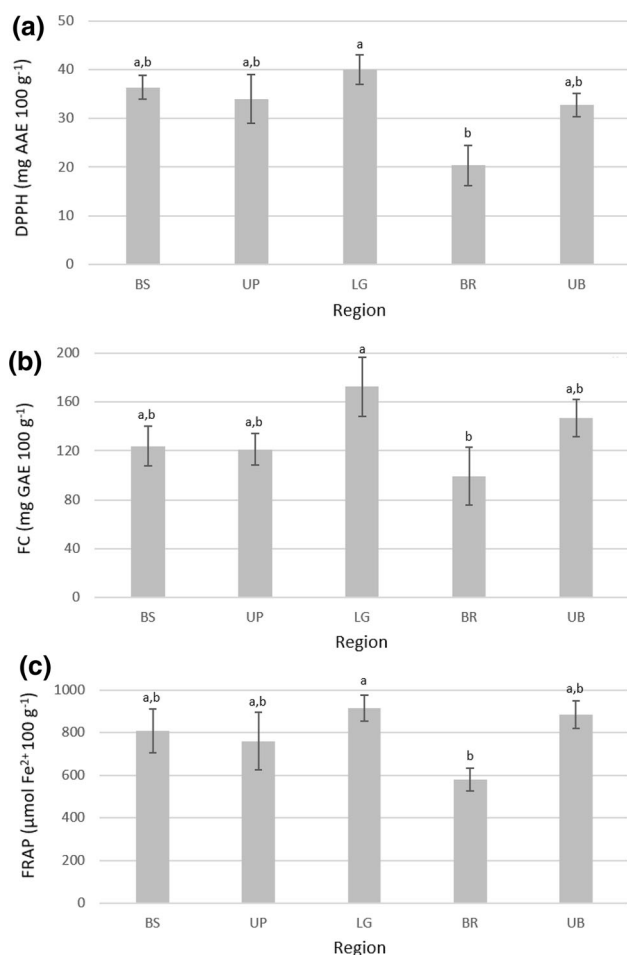 (a)
50
40
30
20
10
0
DPPH (mg AAE 100 g⁻¹)
a,b a,b a b a,b
BS UP LG BR UB
Region
(b)
200
160
120
80
40
0
FC (mg GAE 100 g⁻¹)
a,b a,b a b a,b
BS UP LG BR UB
Region
(c)
1000
800
600
400
200
0
FRAP (µmol Fe²⁺ 100 g⁻¹)
a,b a,b a b a,b
BS UP LG BR UB
Region